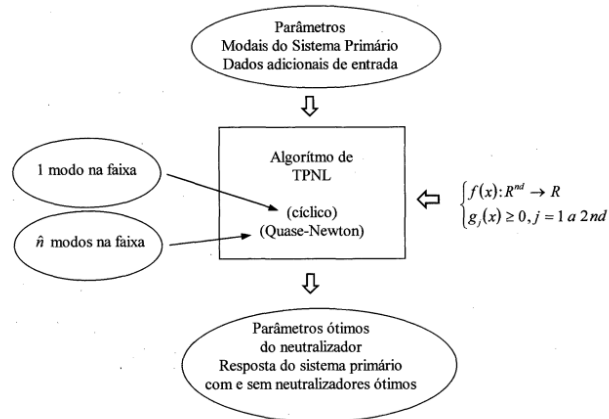 Parâmetros
Modais do Sistema Primário
Dados adicionais de entrada
1 modo na faixa
n̂ modos na faixa
Algorítmo de
TPNL
(cíclico)
(Quase-Newton)
f(x): R^{nd} → R
g_j(x) ≥ 0, j = 1 a 2nd
Parâmetros ótimos
do neutralizador
Resposta do sistema primário
com e sem neutralizadores ótimos